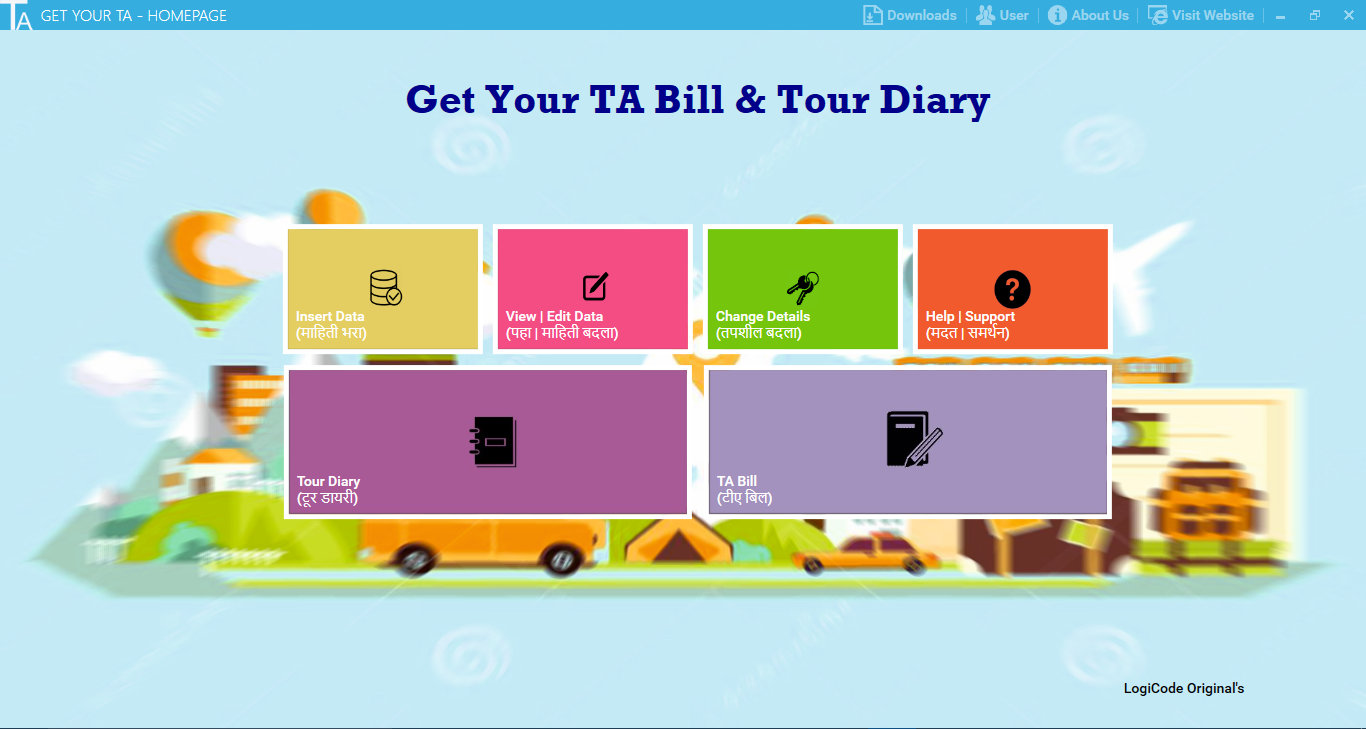 TA GET YOUR TA - HOMEPAGE
Downloads
User
About Us
Visit Website
Get Your TA Bill & Tour Diary
Insert Data
(माहिती भरा)
View | Edit Data
(पहा | माहिती बदला)
Change Details
(तपशील बदला)
Help | Support
(मदत | समर्थन)
Tour Diary
(टूर डायरी)
TA Bill
(टीए बिल)
LogiCode Original's